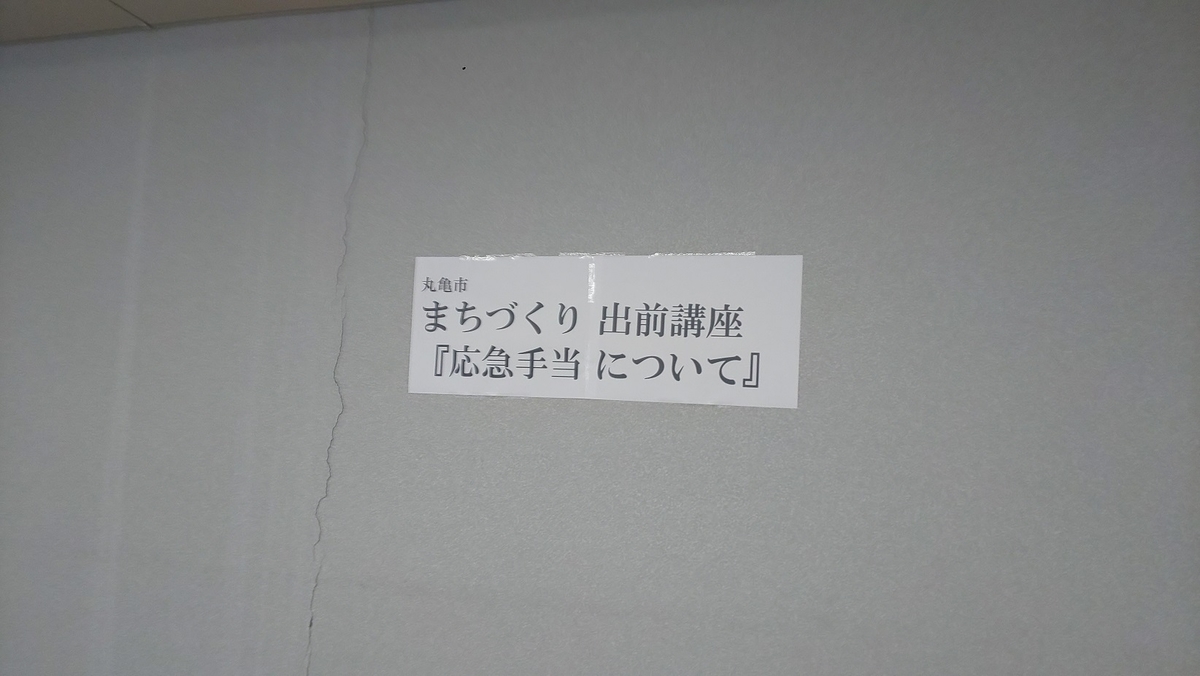 丸亀市
まちづくり 出前講座
『応急手当 について』